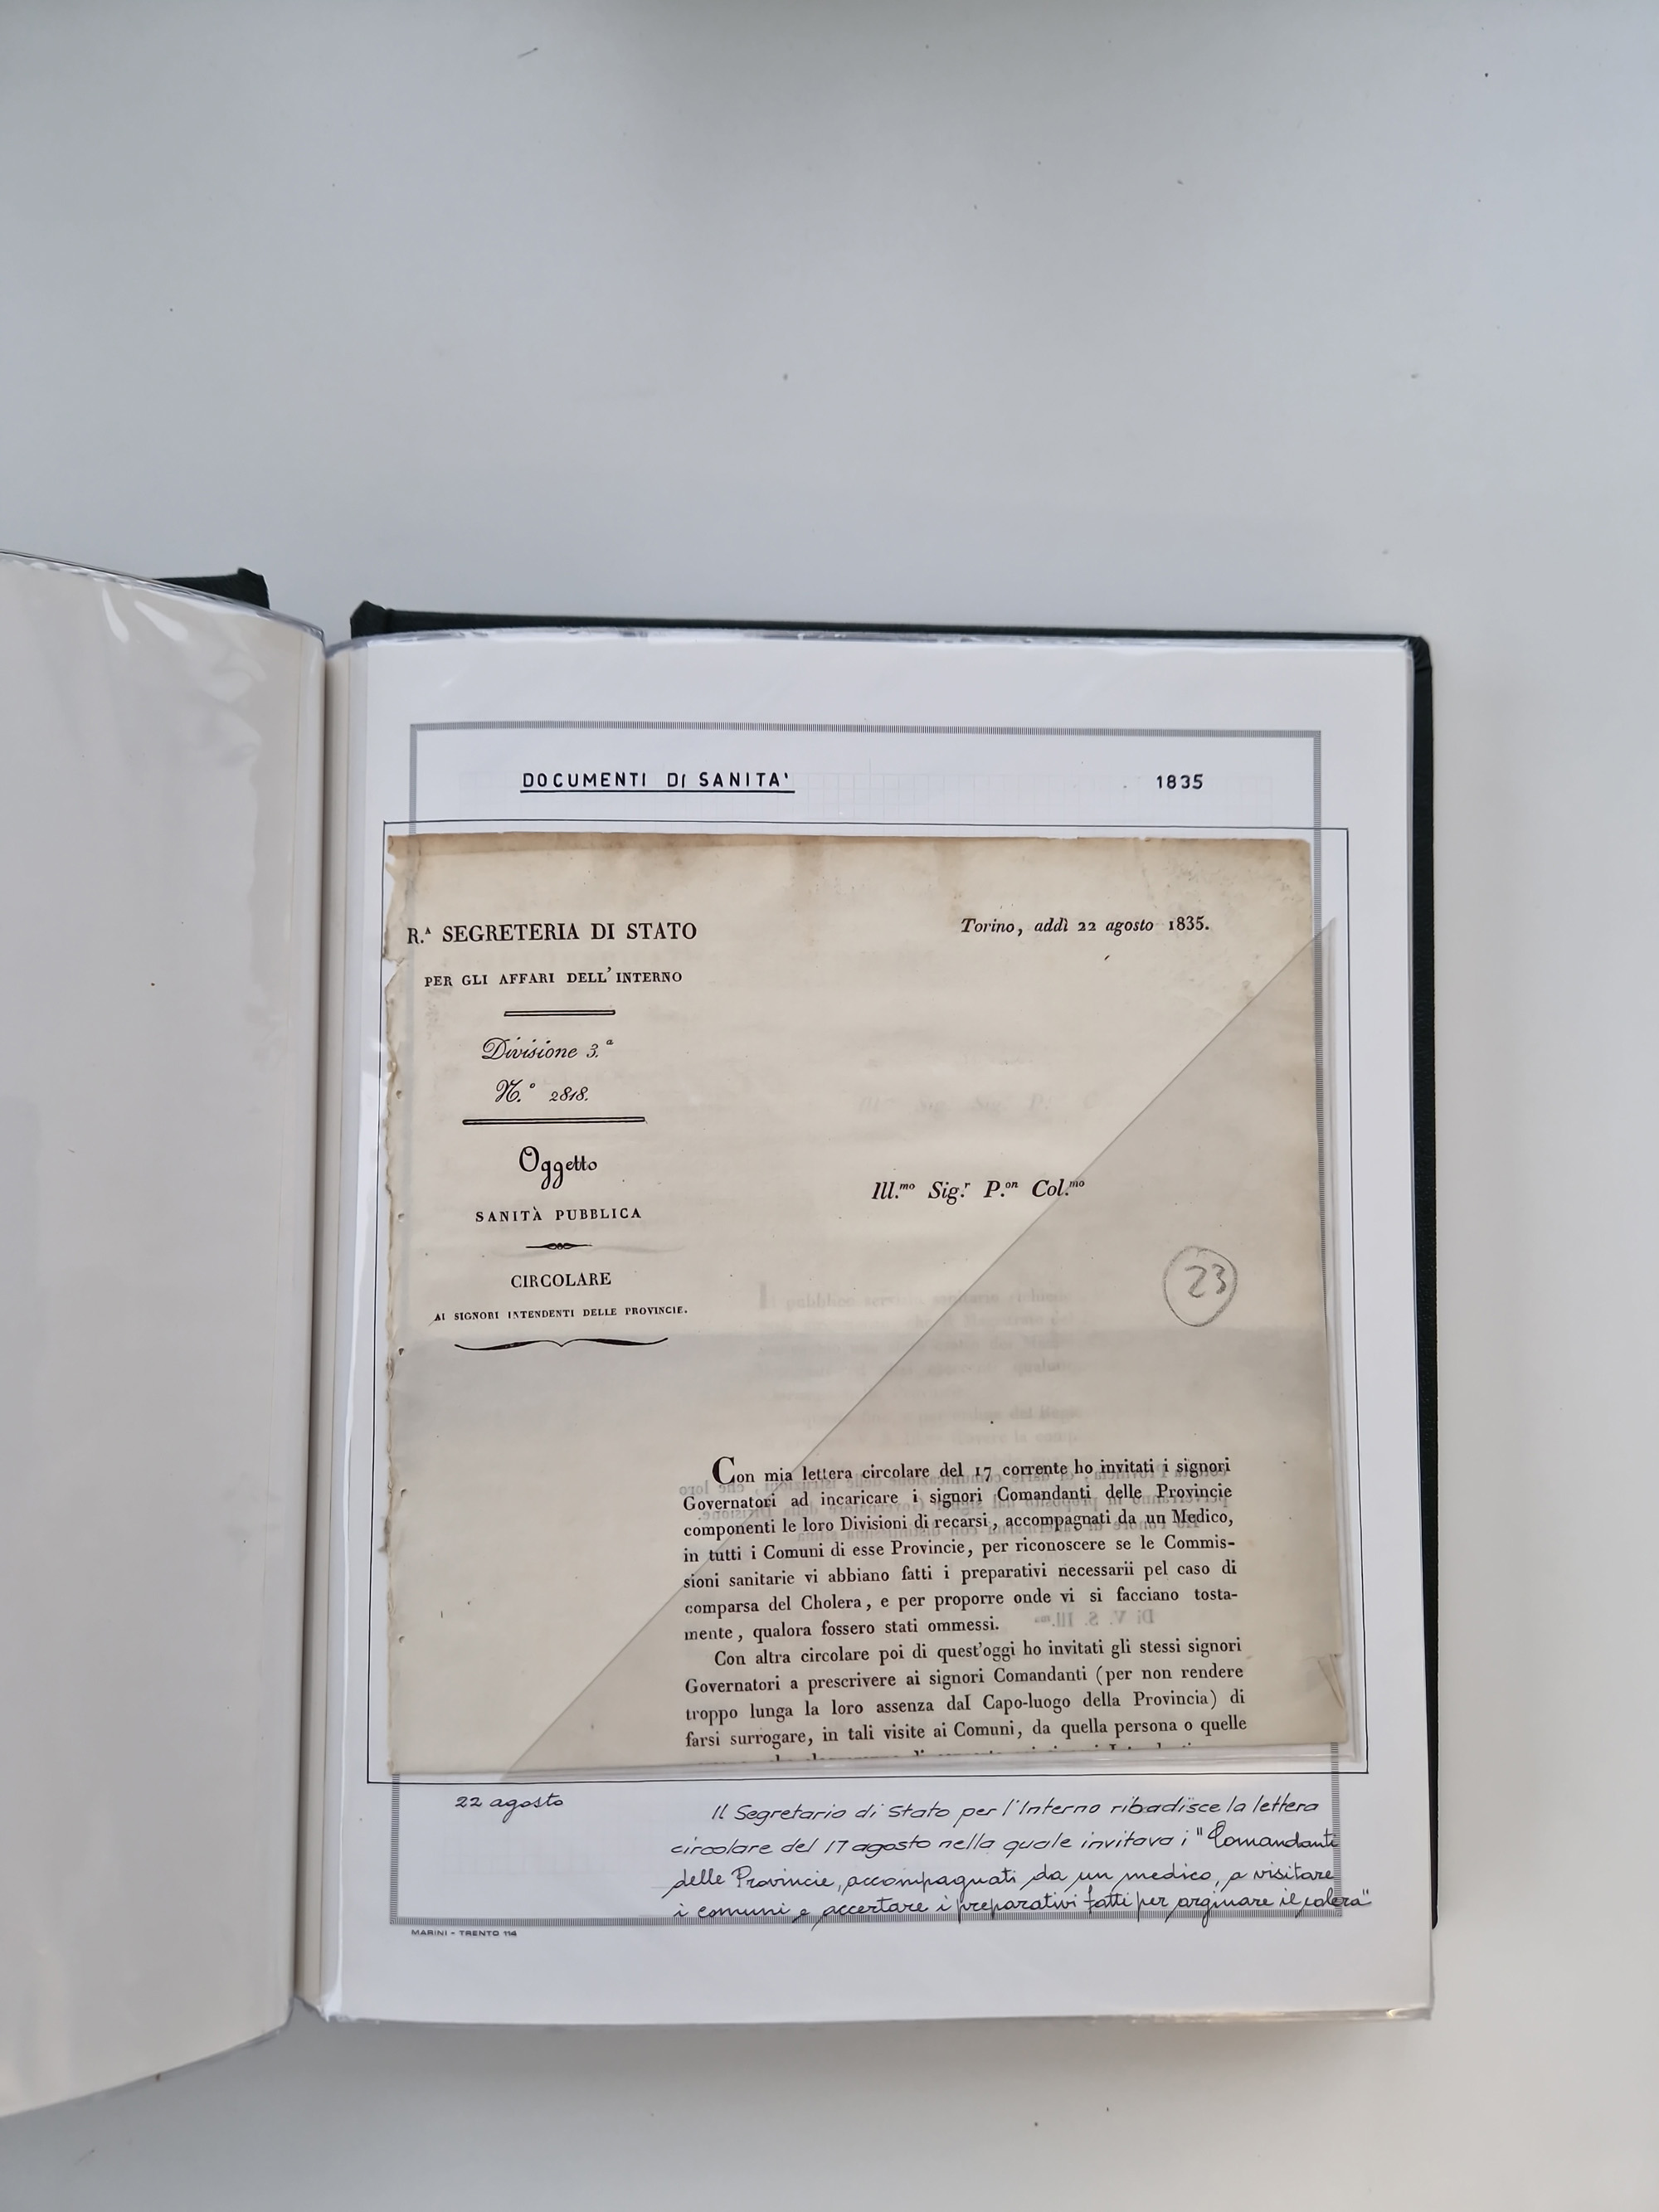 DOCUMENTI DI SANITA' 1835
R.ᴬ SEGRETERIA DI STATO
PER GLI AFFARI DELL'INTERNO
Divisione 3.ª
N.° 2818.
Oggetto
SANITÀ PUBBLICA
CIRCOLARE
AI SIGNORI INTENDENTI DELLE PROVINCIE.
Torino, addì 22 agosto 1835.
Ill.ᵐᵒ Sig.ʳ P.ᵒⁿ Col.ᵐᵒ
23
Con mia lettera circolare del 17 corrente ho invitati i signori
Governatori ad incaricare i signori Comandanti delle Provincie
componenti le loro Divisioni di recarsi, accompagnati da un Medico,
in tutti i Comuni di esse Provincie, per riconoscere se le Commis-
sioni sanitarie vi abbiano fatti i preparativi necessarii pel caso di
comparsa del Cholera, e per proporre onde vi si facciano tosta-
mente, qualora fossero stati ommessi.
Con altra circolare poi di quest'oggi ho invitati gli stessi signori
Governatori a prescrivere ai signori Comandanti (per non rendere
troppo lunga la loro assenza dal Capo-luogo della Provincia) di
farsi surrogare, in tali visite ai Comuni, da quella persona o quelle
22 agosto
Il Segretario di Stato per l'Interno ribadisce la lettera
circolare del 17 agosto nella quale invitava i "Comandanti
delle Provincie, accompagnati da un medico, a visitare
i comuni e accertare i preparativi fatti per arginare il colera"
MARINI - TRENTO 114